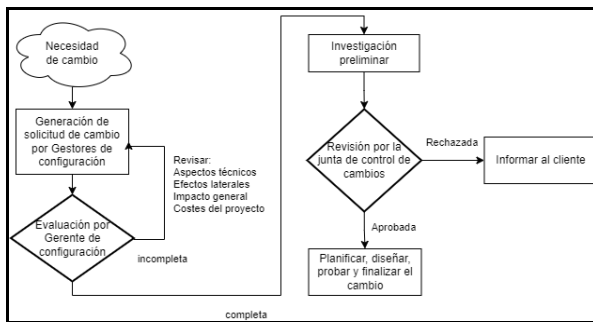 Necesidad
de cambio
Generación de
solicitud de cambio
por Gestores de
configuración
Revisar:
Aspectos técnicos
Efectos laterales
Impacto general
Costes del proyecto
Evaluación por
Gerente de
configuración
incompleta
completa
Investigación
preliminar
Revisión por la
junta de control de
cambios
Rechazada
Informar al cliente
Aprobada
Planificar, diseñar,
probar y finalizar el
cambio